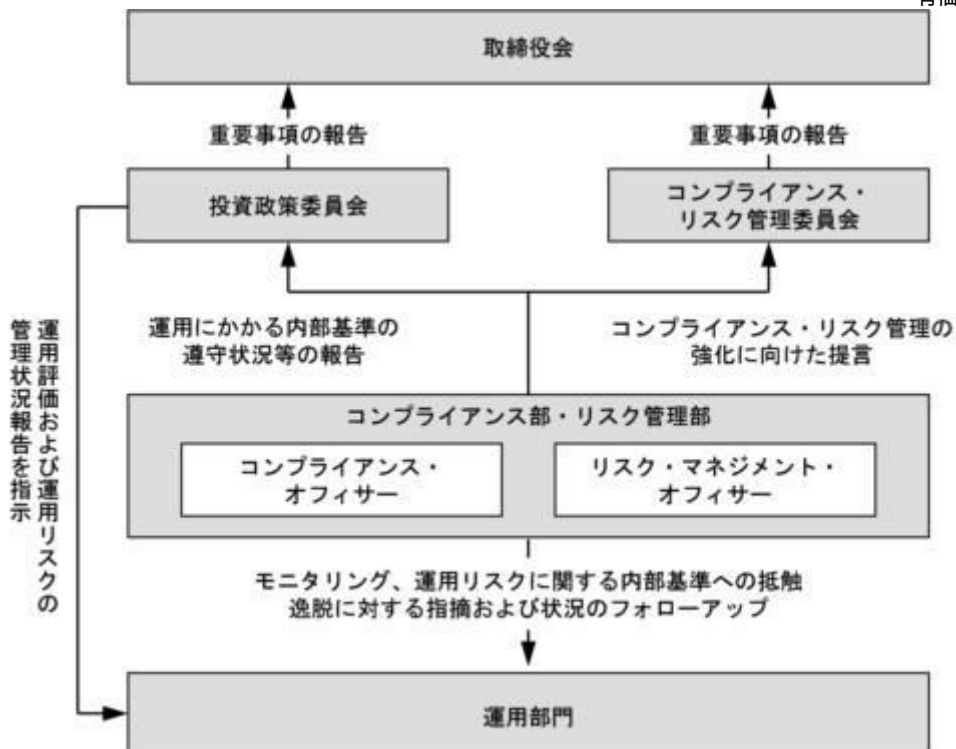 取締役会
重要事項の報告
重要事項の報告
投資政策委員会
コンプライアンス・
リスク管理委員会
運用にかかる内部基準の
遵守状況等の報告
コンプライアンス・リスク管理の
強化に向けた提言
運用評価および運用リスクの
管理状況報告を指示
コンプライアンス部・リスク管理部
コンプライアンス・
オフィサー
リスク・マネジメント・
オフィサー
モニタリング、運用リスクに関する内部基準への抵触
逸脱に対する指摘および状況のフォローアップ
運用部門